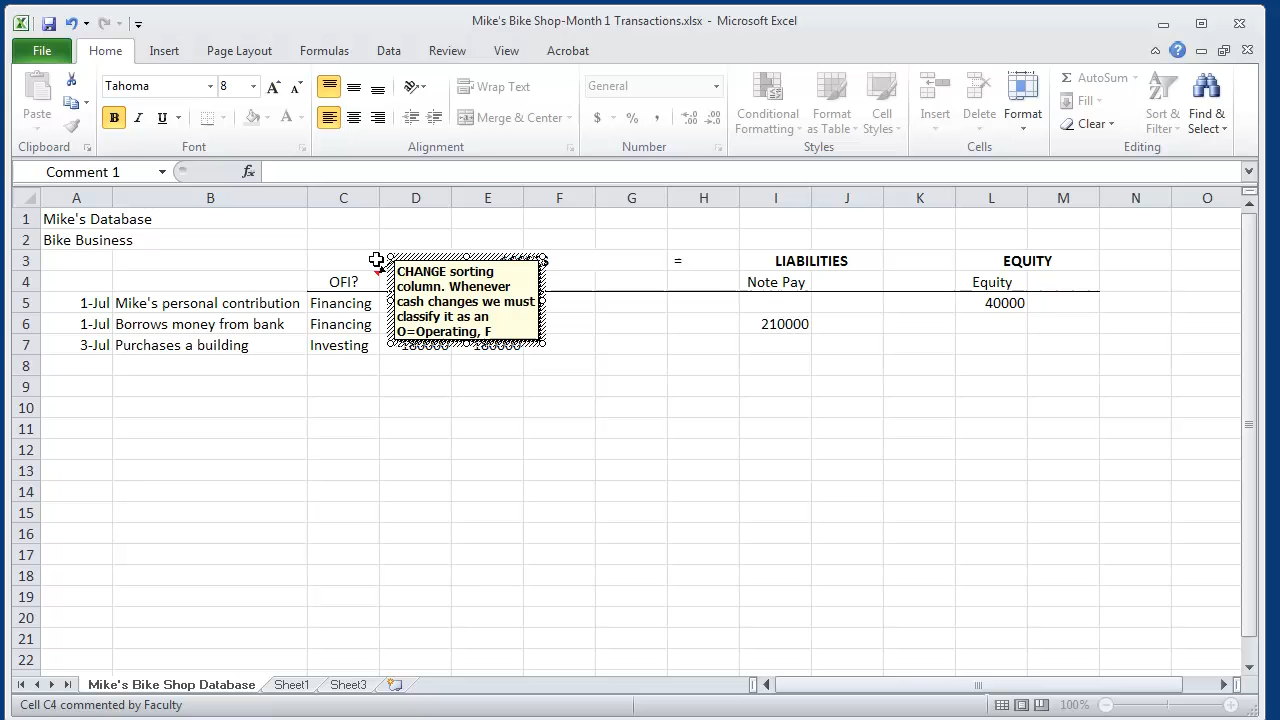 Mike's Bike Shop-Month 1 Transactions.xlsx - Microsoft Excel
File Home Insert Page Layout Formulas Data Review View Acrobat
Paste
Tahoma 8
B I U
Wrap Text
Merge & Center
General
$ % ,
Conditional Formatting
Format as Table
Cell Styles
Insert Delete Format
Σ AutoSum
Fill
Clear
Sort & Filter
Find & Select
Clipboard Font Alignment Number Styles Cells Editing
Comment 1 fx
A B C D E F G H I J K L M N O
1 Mike's Database
2 Bike Business
3 = LIABILITIES EQUITY
4 OFI? Note Pay Equity
5 1-Jul Mike's personal contribution Financing 40000
6 1-Jul Borrows money from bank Financing 210000
7 3-Jul Purchases a building Investing 180000 180000
CHANGE sorting
column. Whenever
cash changes we must
classify it as an
O=Operating, F
8
9
10
11
12
13
14
15
16
17
18
19
20
21
22
Mike's Bike Shop Database Sheet1 Sheet3
Cell C4 commented by Faculty 100%